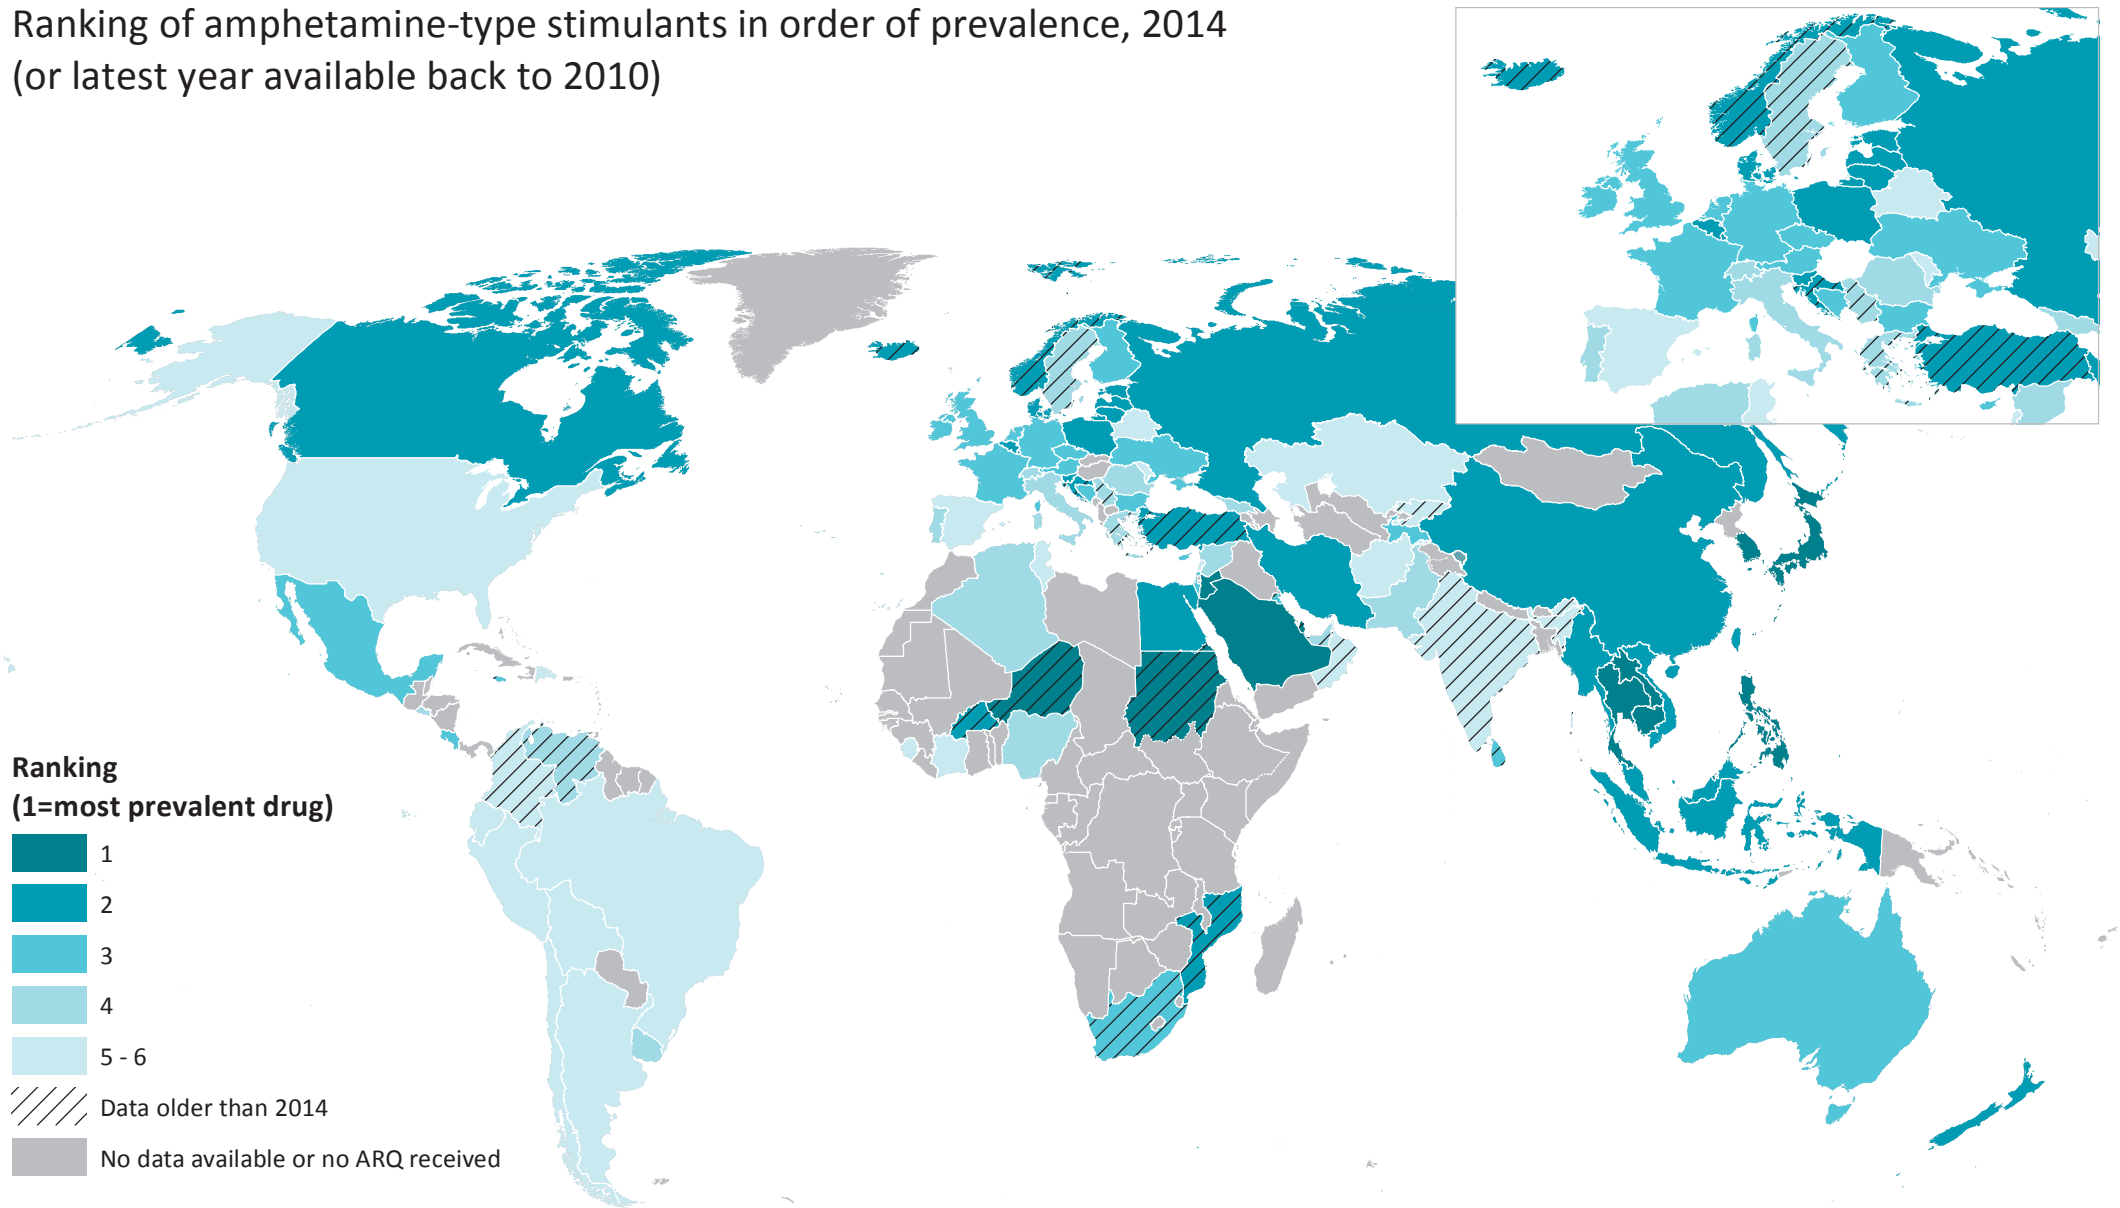 Ranking of amphetamine-type stimulants in order of prevalence, 2014
(or latest year available back to 2010)
Ranking
(1=most prevalent drug)
1
2
3
4
5 - 6
Data older than 2014
No data available or no ARQ received